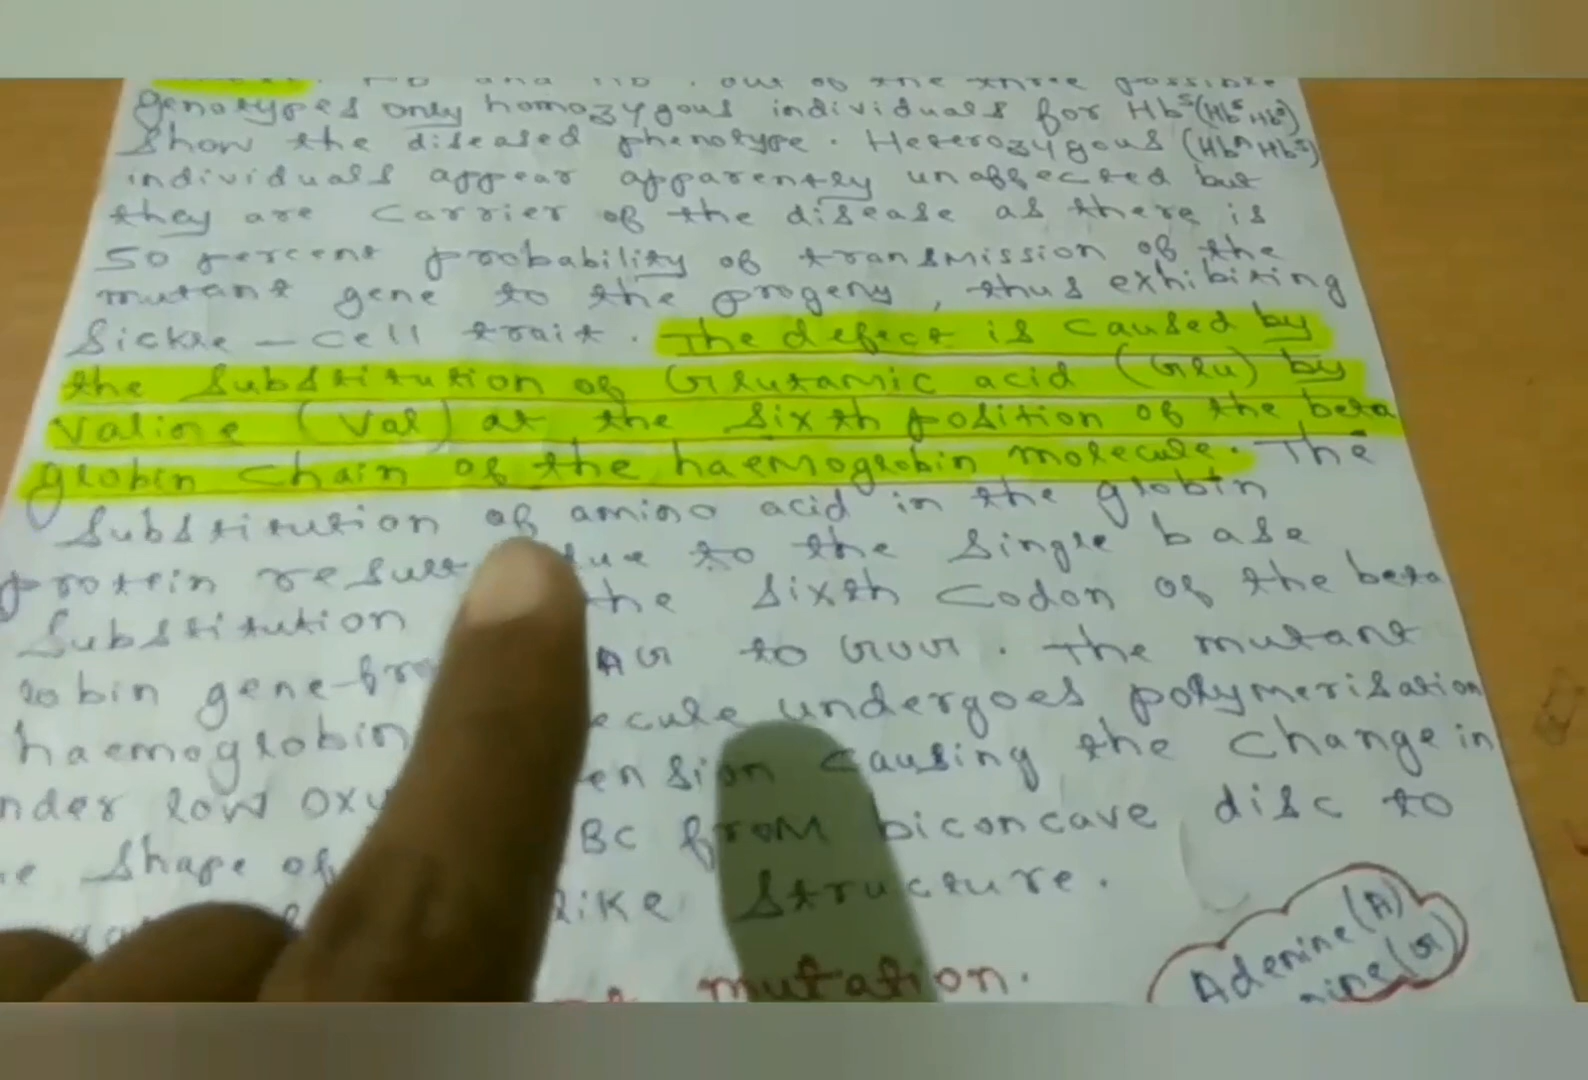 out of the three possible
genotypes only homozygous individuals for Hbˢ (Hbˢ Hbˢ)
Show the diseased phenotype. Heterozygous (Hbᴬ Hbˢ)
individuals appear apparently unaffected but
they are carrier of the disease as there is
50 percent probability of transmission of the
mutant gene to the progeny, thus exhibiting
Sickle-cell trait. The defect is caused by
the Substitution of Glutamic acid (Glu) by
Valine (Val) at the Sixth position of the beta
globin chain of the haemoglobin molecule. The
Substitution of amino acid in the globin
protein to the Single base
Substitution the Sixth Codon of the beta
gene to GUG. The mutant
haemoglobin undergoes polymerisation
low causing the Change in
Shape from biconcave disc to
like Structure.
mutation.
Adenine (A)
(G)